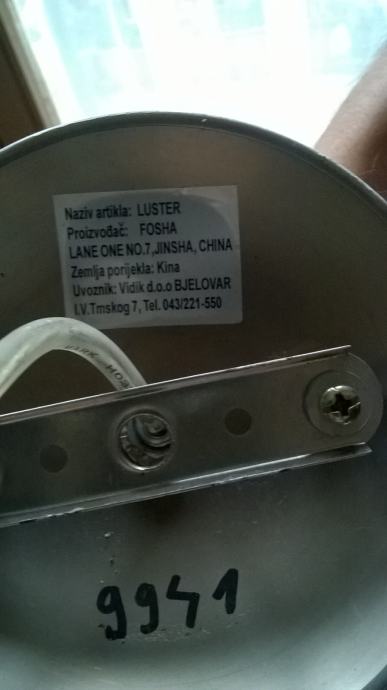 Naziv artikla: LUSTER
Proizvođač: FOSHA
LANE ONE NO.7,JINSHA, CHINA
Zemlja porijekla: Kina
Uvoznik: Vidik d.o.o BJELOVAR
I.V.Trnskog 7, Tel. 043/221-550
9941